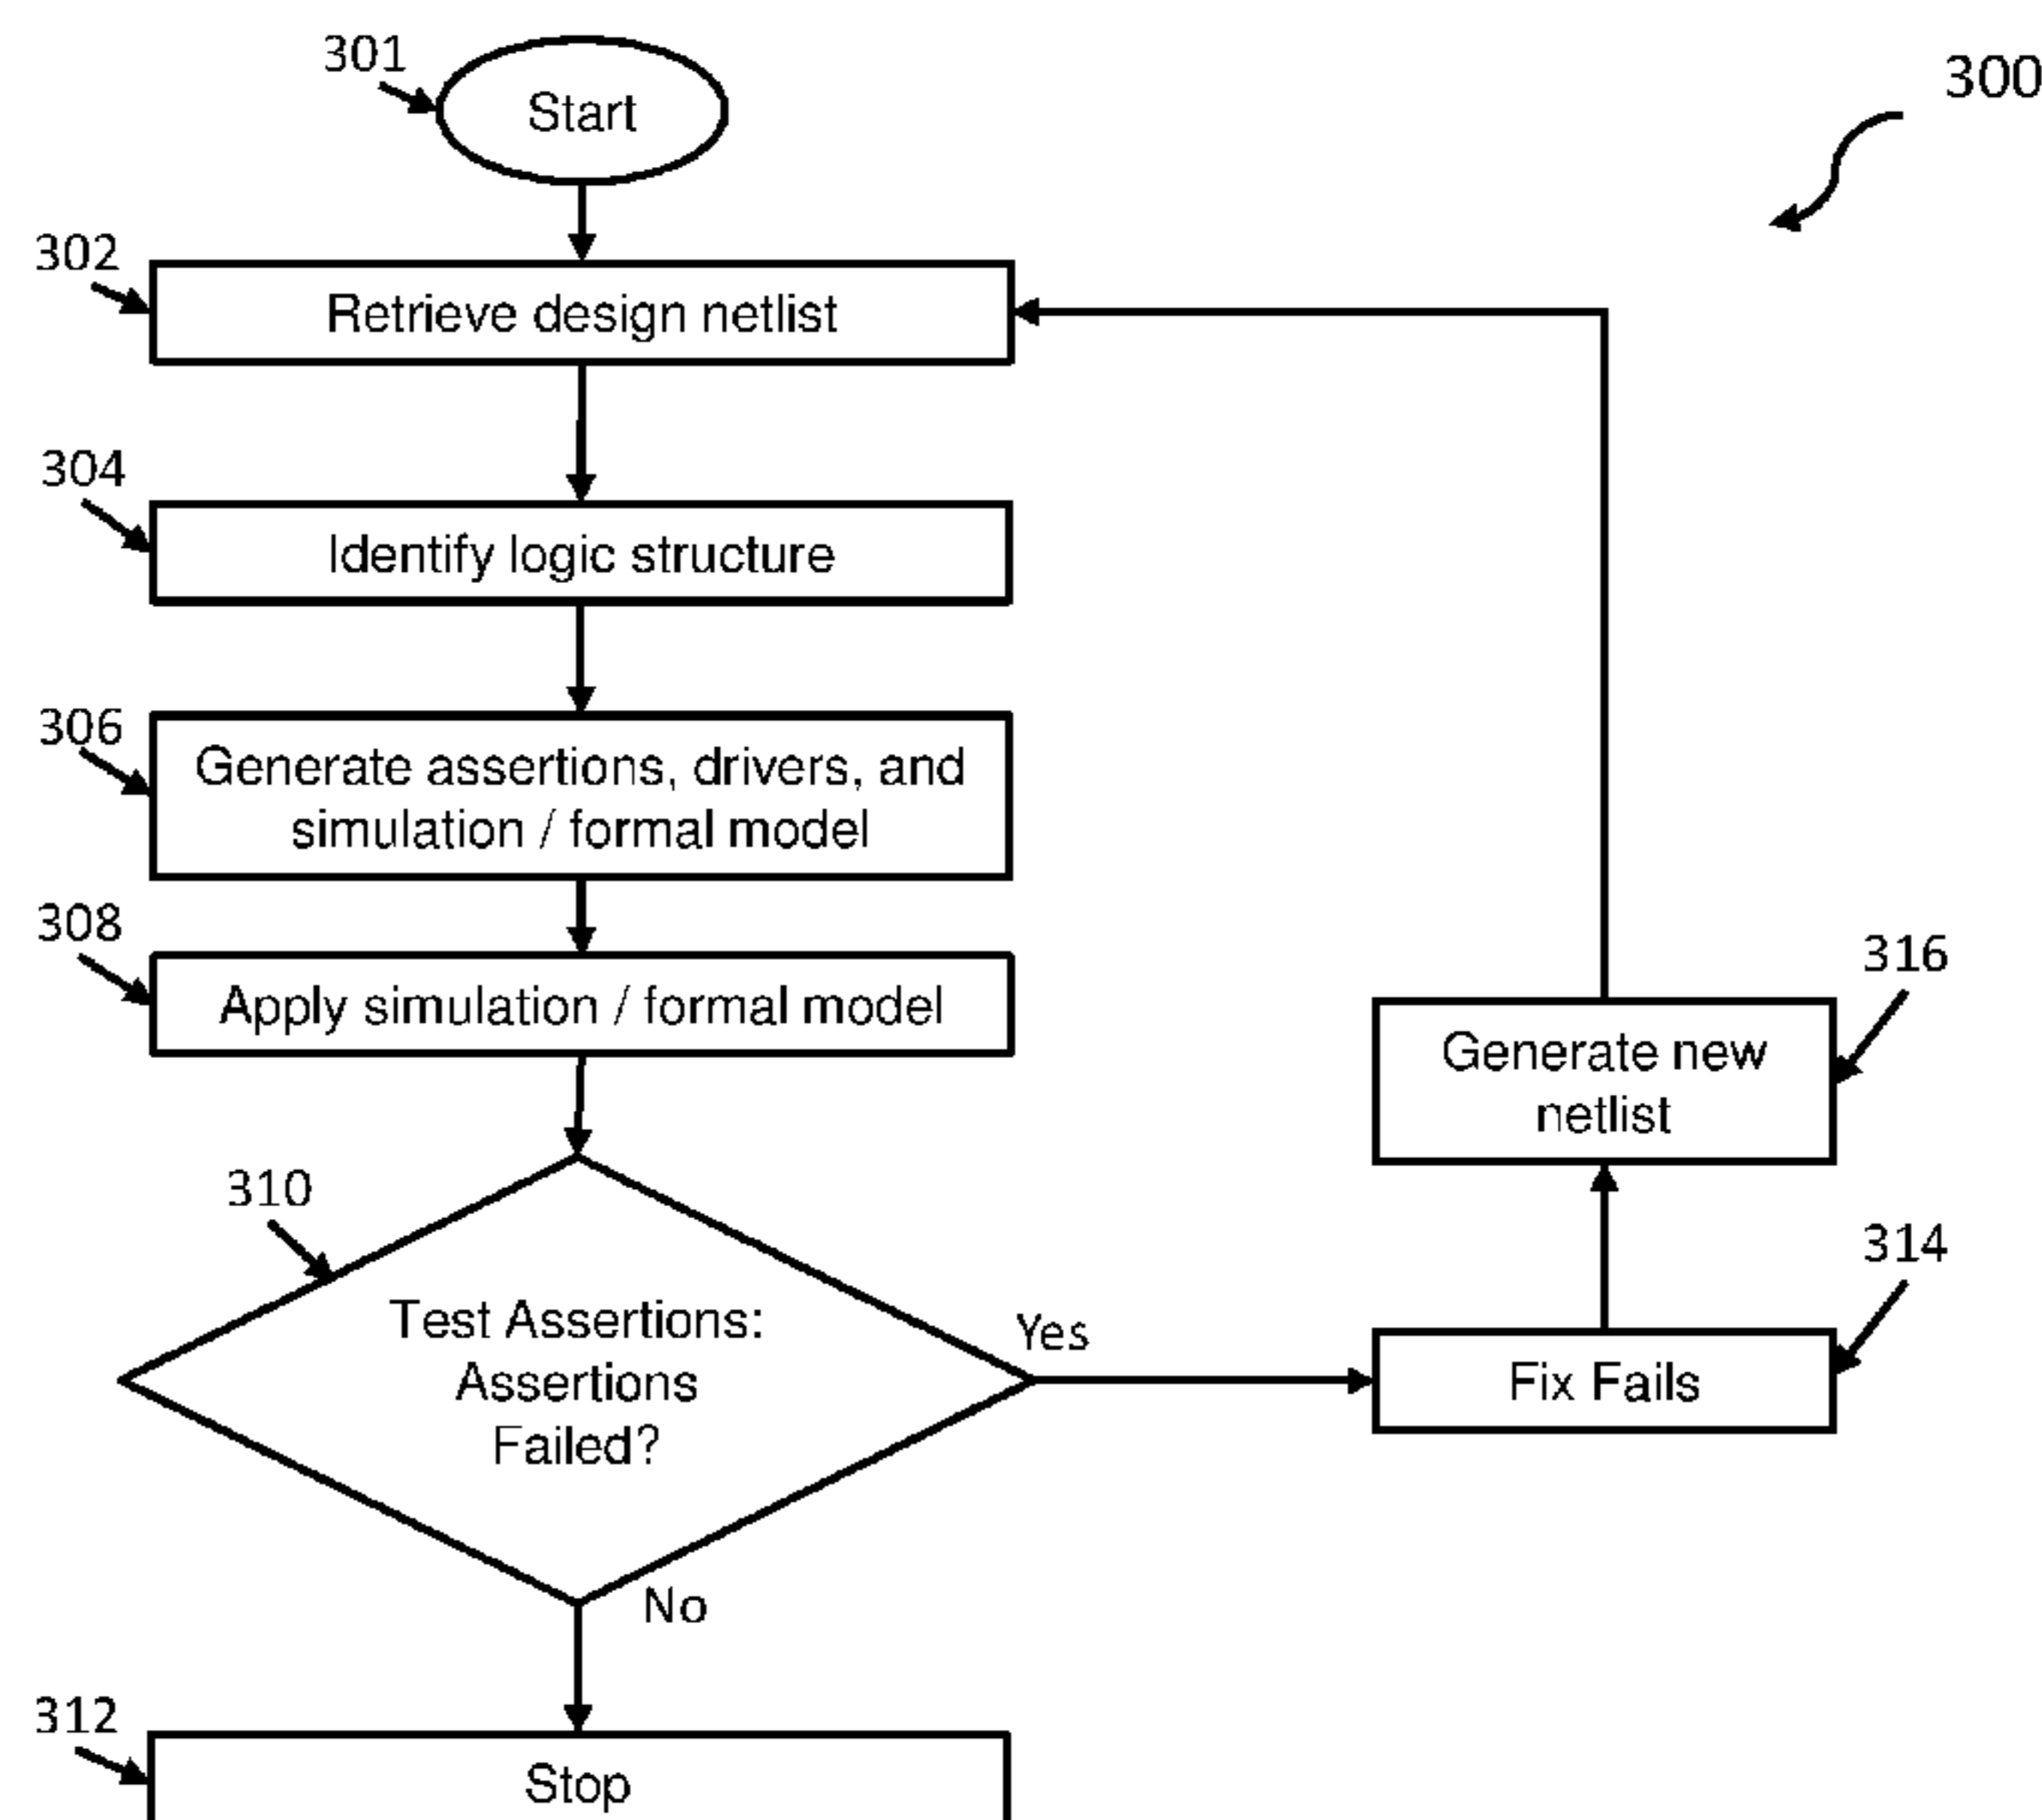 301
Start
300
302
Retrieve design netlist
304
Identify logic structure
306
Generate assertions, drivers, and
simulation / formal model
308
Apply simulation / formal model
316
Generate new
netlist
310
Test Assertions:
Assertions
Failed?
Yes
314
Fix Fails
No
312
Stop